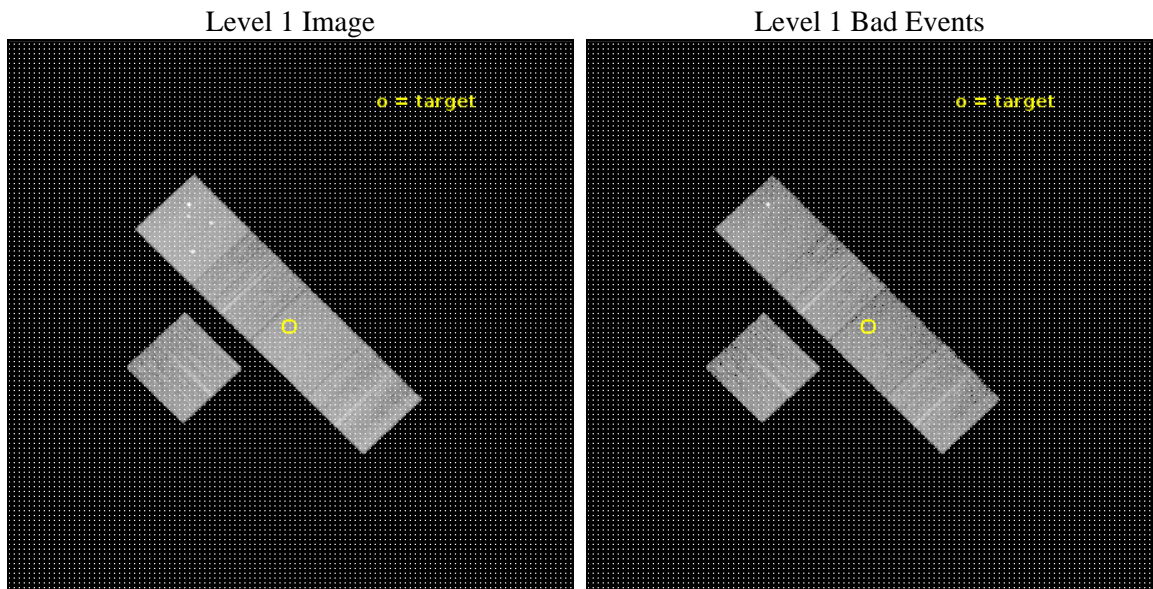 Level 1 Image
Level 1 Bad Events
o = target
o = target